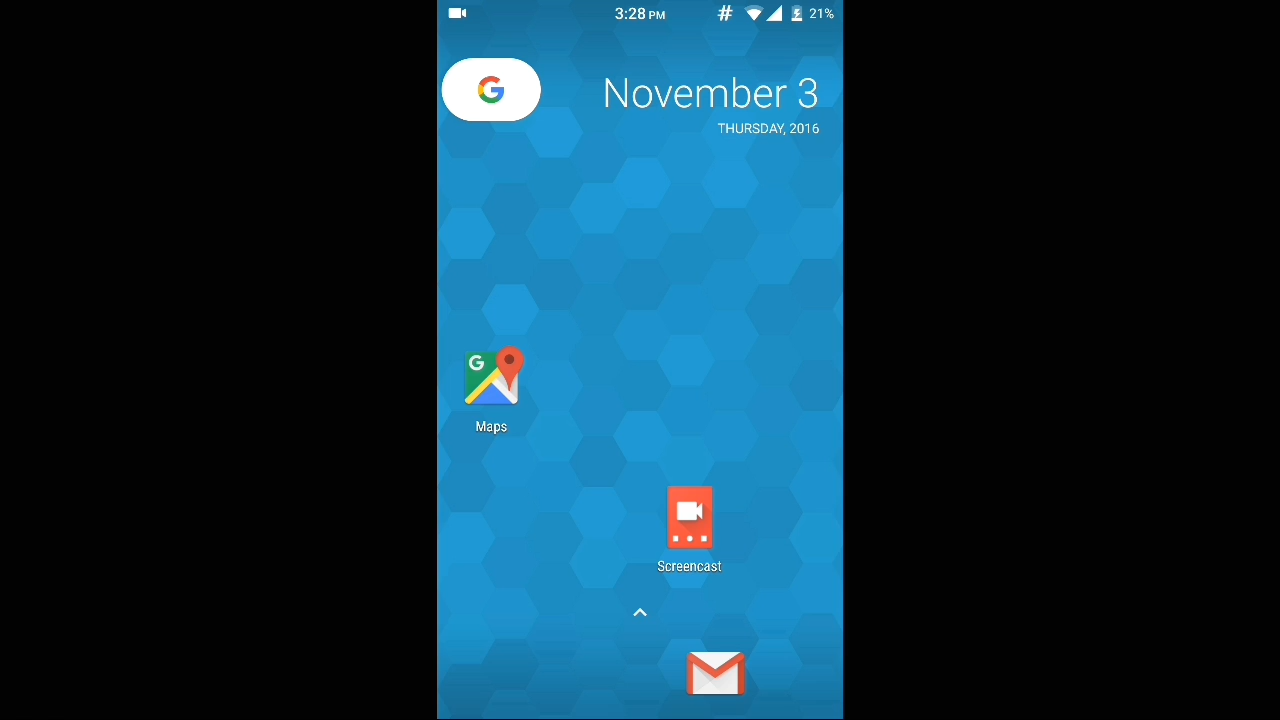 3:28 PM # 21%
G
November 3
THURSDAY, 2016
G
Maps
Screencast